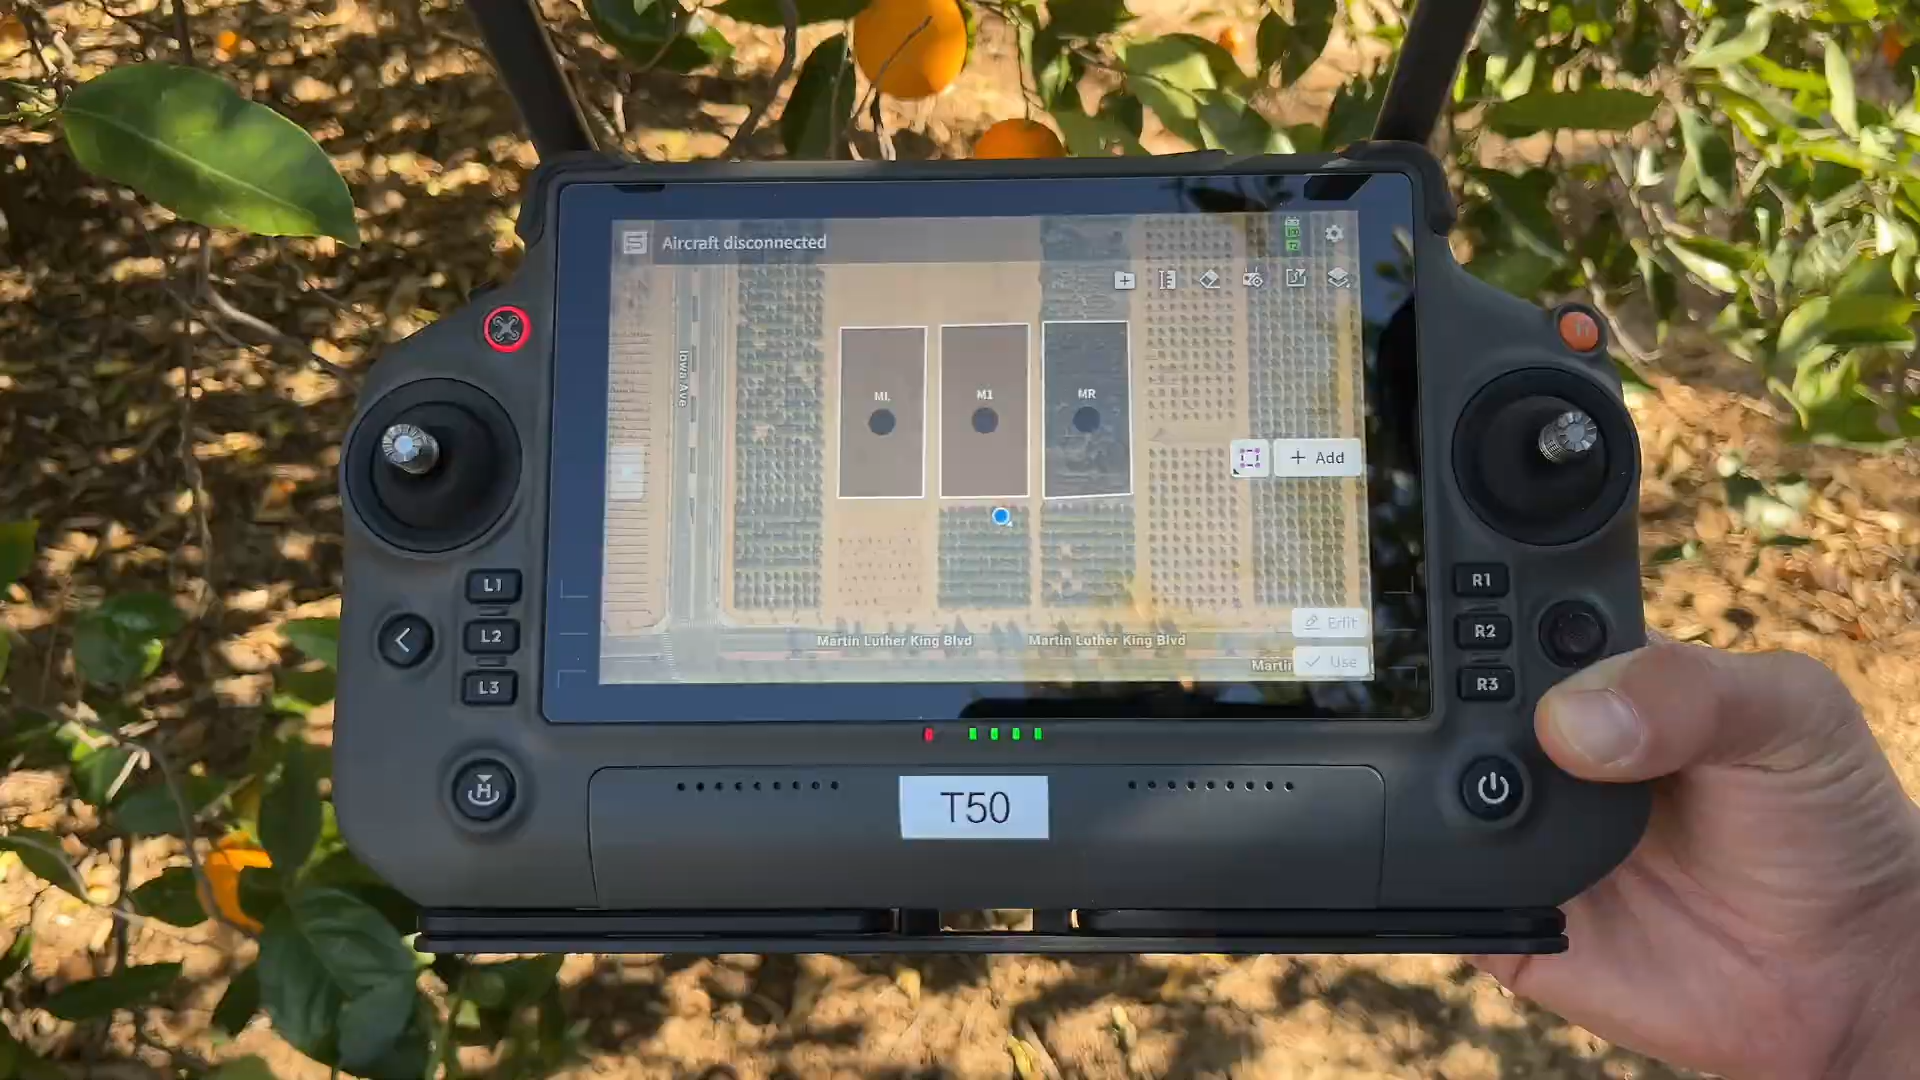 Aircraft disconnected
Iowa Ave
ML
M1
MR
+ Add
Martin Luther King Blvd
Martin Luther King Blvd
Edit
Martin
Use
L1
L2
L3
R1
R2
R3
H
T50